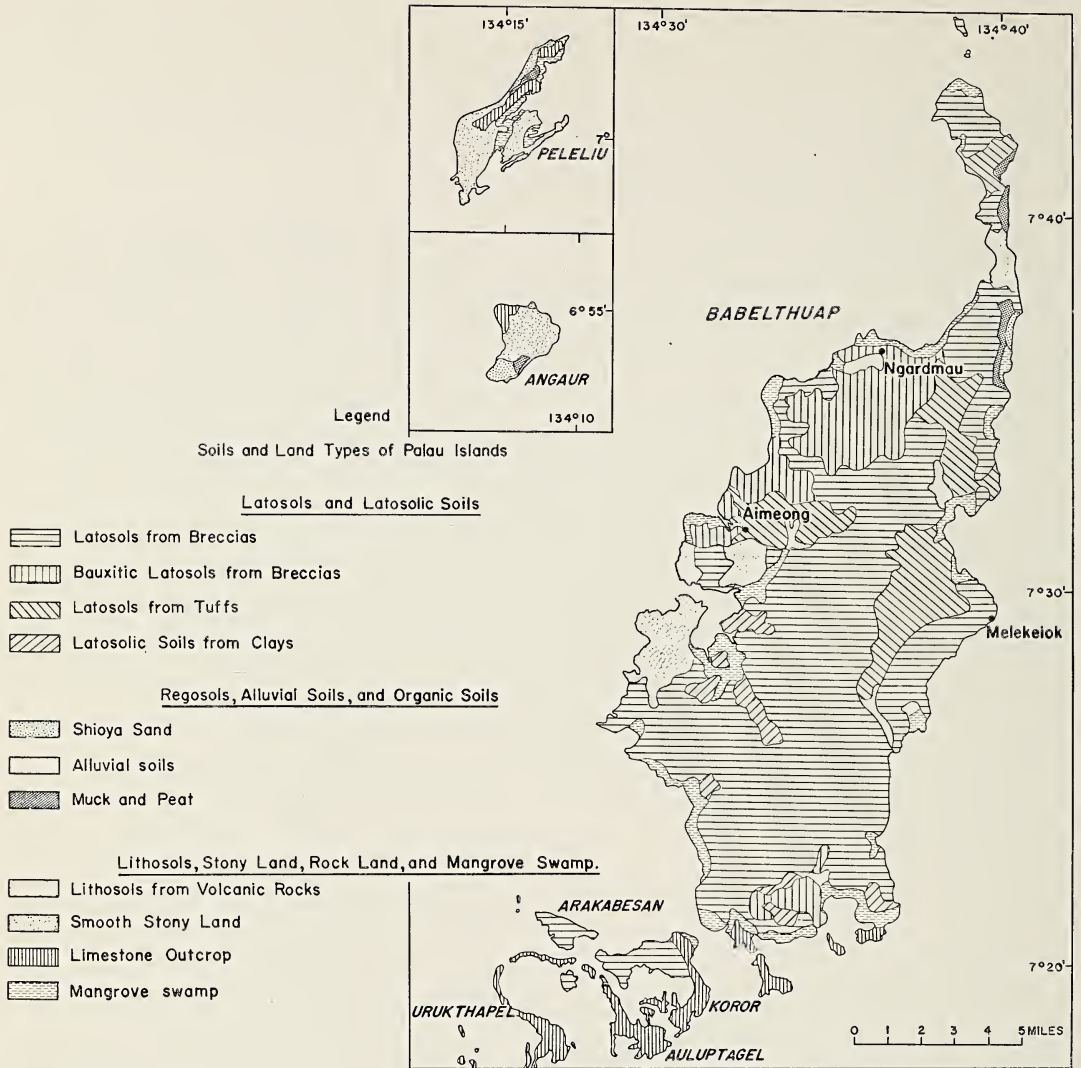 134°15'
134°30'
134°40'
7°
PELELIU
7°40'
6°55'
BABELTHUAP
ANGAUR
Ngardmau
134°10
Legend
Soils and Land Types of Palau Islands
Latosols and Latosolic Soils
Aimeong
Latosols from Breccias
Bauxitic Latosols from Breccias
7°30'
Latosols from Tuffs
Melekeiok
Latosolic Soils from Clays
Regosols, Alluvial Soils, and Organic Soils
Shioya Sand
Alluvial soils
Muck and Peat
Lithosols, Stony Land, Rock Land, and Mangrove Swamp.
Lithosols from Volcanic Rocks
ARAKABESAN
Smooth Stony Land
Limestone Outcrop
7°20'
Mangrove swamp
URUKTHAPEL
KOROR
0 1 2 3 4 5 MILES
AULUPTAGEL